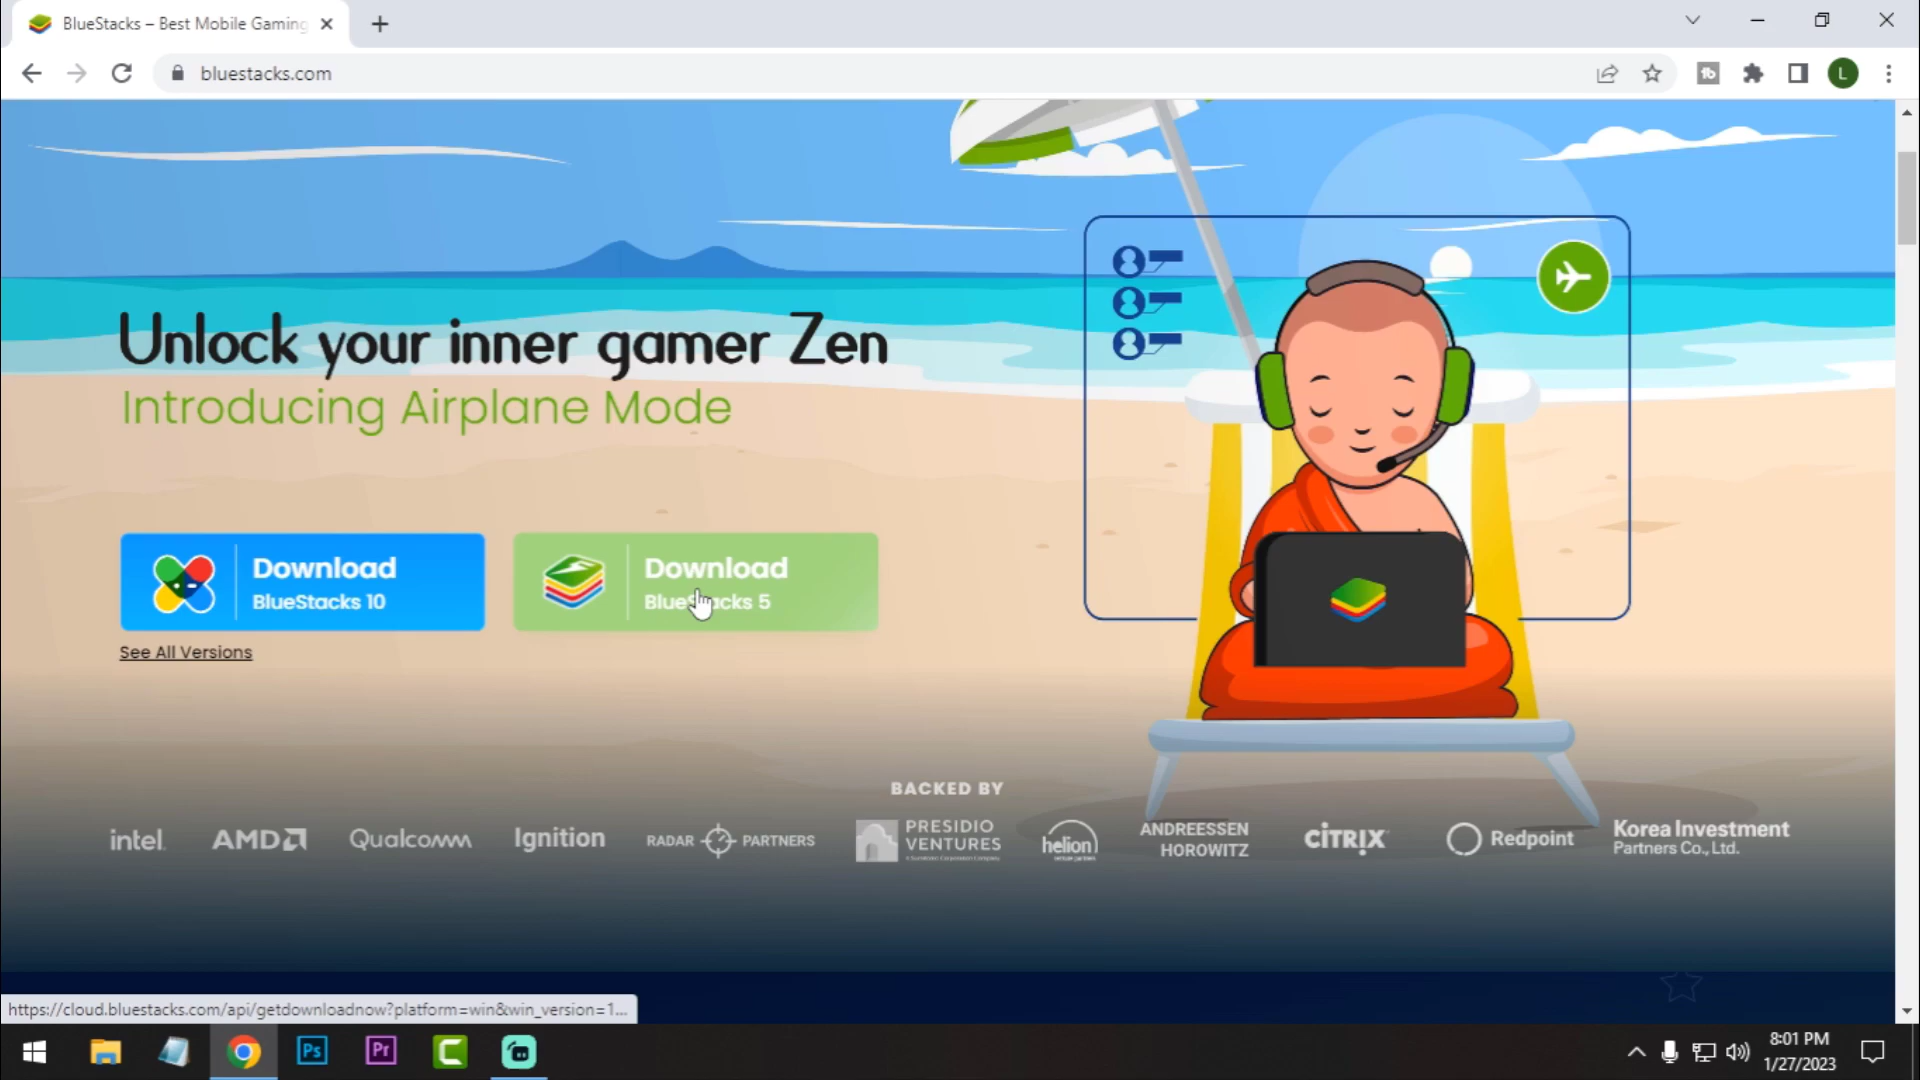 BlueStacks – Best Mobile Gaming
bluestacks.com
L
Unlock your inner gamer Zen
Introducing Airplane Mode
Download
BlueStacks 10
Download
BlueStacks 5
See All Versions
BACKED BY
intel.
AMD
Qualcomm
Ignition
RADAR PARTNERS
PRESIDIO
VENTURES
helion
ANDREESSEN
HOROWITZ
CITRIX
Redpoint
Korea Investment
Partners Co., Ltd.
https://cloud.bluestacks.com/api/getdownloadnow?platform=win&win_version=1...
Ps
Pr
8:01 PM
1/27/2023